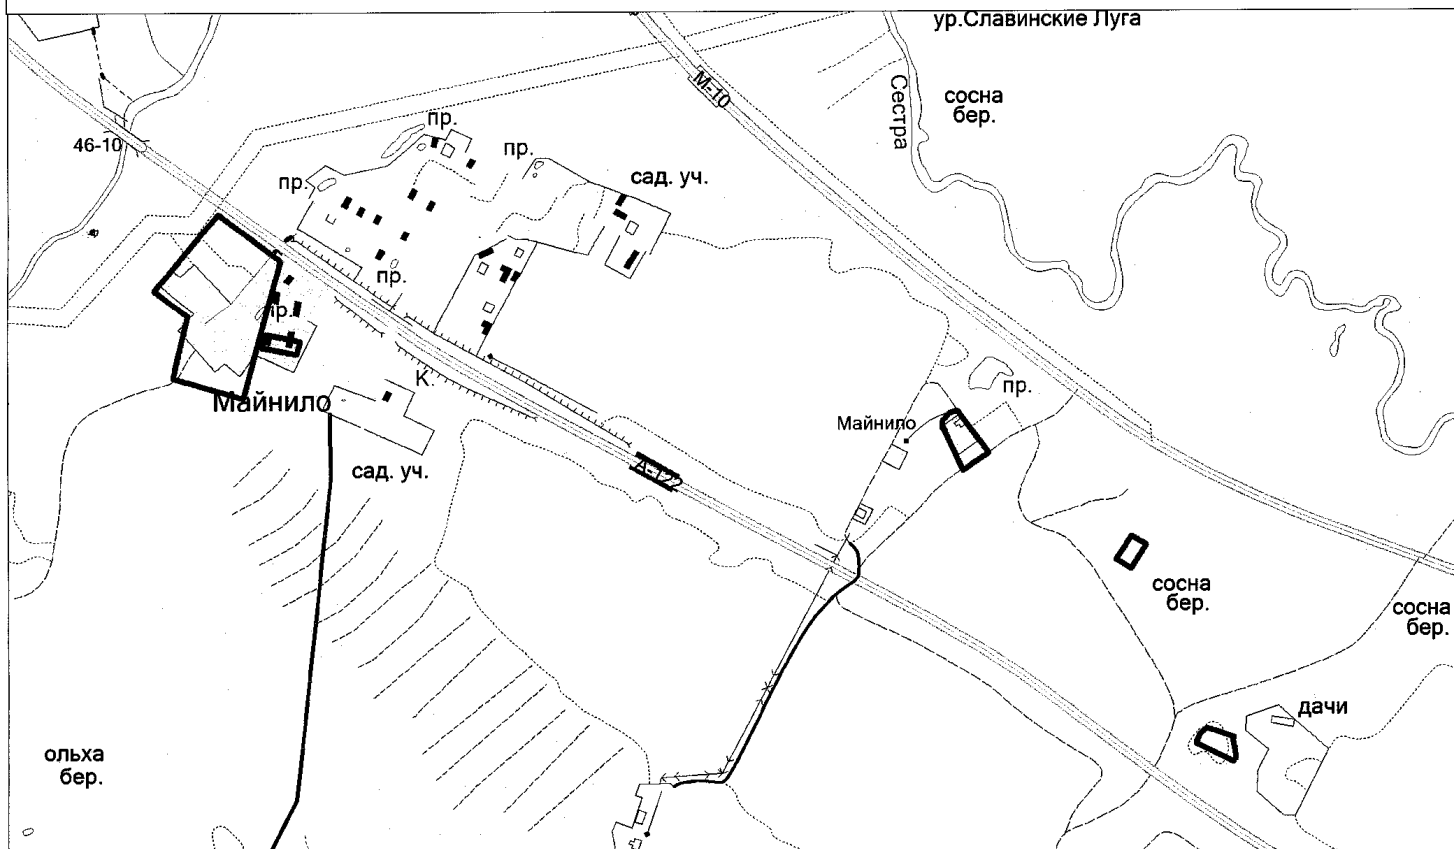 ур.Славинские Луга
М-10
Сестра
сосна
бер.
46-10
пр.
пр.
пр.
сад. уч.
пр.
пр.
К.
Майнило
сад. уч.
А-122
Майнило
пр.
сосна
бер.
сосна
бер.
дачи
ольха
бер.